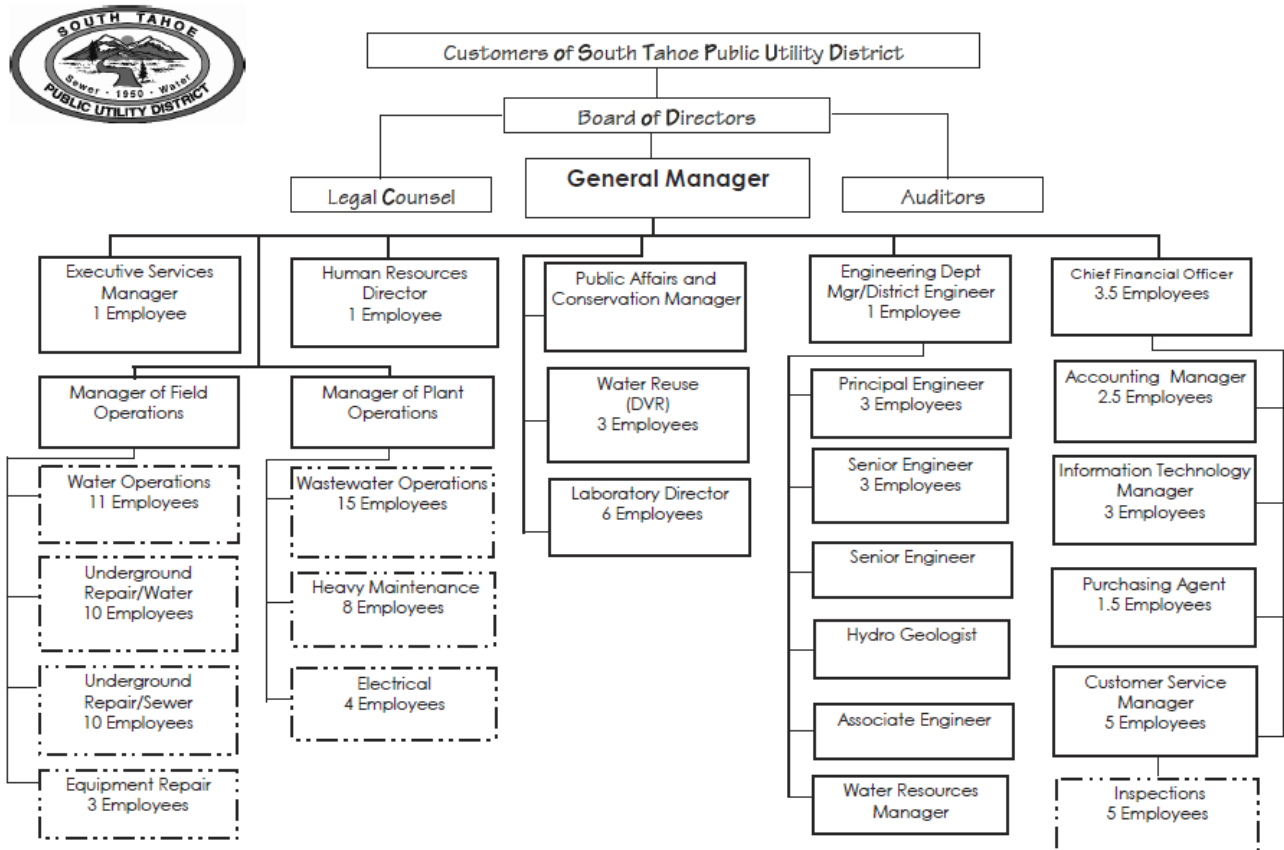 SOUTH TAHOE
Sewer - 1950 - Water
PUBLIC UTILITY DISTRICT
Customers of South Tahoe Public Utility District
Board of Directors
Legal Counsel
General Manager
Auditors
Executive Services
Manager
1 Employee
Human Resources
Director
1 Employee
Public Affairs and
Conservation Manager
Engineering Dept
Mgr/District Engineer
1 Employee
Chief Financial Officer
3.5 Employees
Manager of Field
Operations
Manager of Plant
Operations
Water Reuse
(DVR)
3 Employees
Principal Engineer
3 Employees
Accounting Manager
2.5 Employees
Water Operations
11 Employees
Wastewater Operations
15 Employees
Laboratory Director
6 Employees
Senior Engineer
3 Employees
Information Technology
Manager
3 Employees
Underground
Repair/Water
10 Employees
Heavy Maintenance
8 Employees
Senior Engineer
Purchasing Agent
1.5 Employees
Underground
Repair/Sewer
10 Employees
Electrical
4 Employees
Hydro Geologist
Customer Service
Manager
5 Employees
Associate Engineer
Equipment Repair
3 Employees
Water Resources
Manager
Inspections
5 Employees